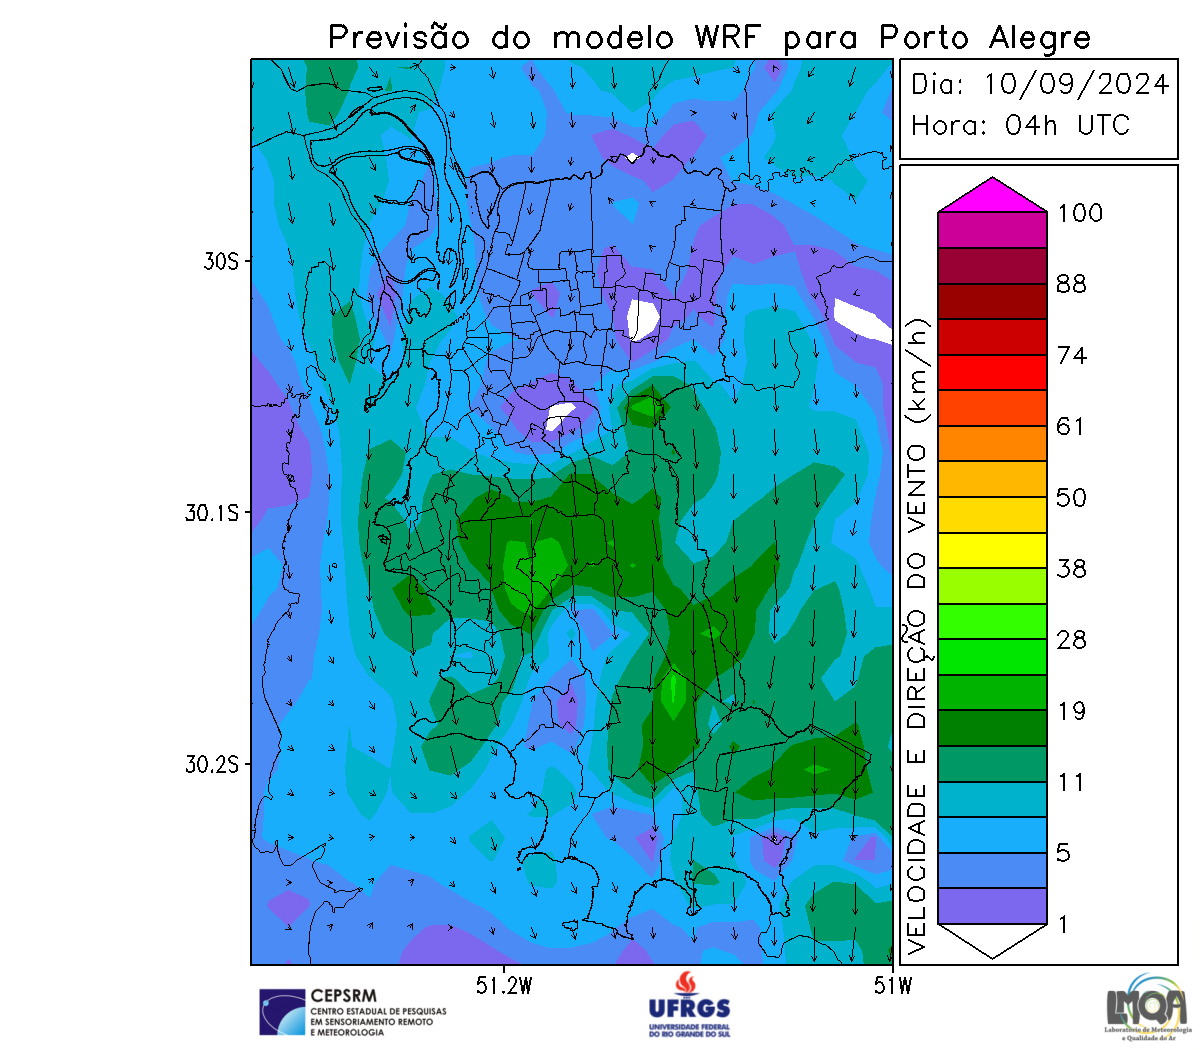 Previsão do modelo WRF para Porto Alegre
Dia: 10/09/2024
Hora: 04h UTC
30S
30.1S
30.2S
51.2W
51W
VELOCIDADE E DIREÇÃO DO VENTO (km/h)
100
88
74
61
50
38
28
19
11
5
1
CEPSRM
CENTRO ESTADUAL DE PESQUISAS
EM SENSORIAMENTO REMOTO
E METEOROLOGIA
UFRGS
UNIVERSIDADE FEDERAL
DO RIO GRANDE DO SUL
LMQA
Laboratório de Meteorologia
e Qualidade do Ar